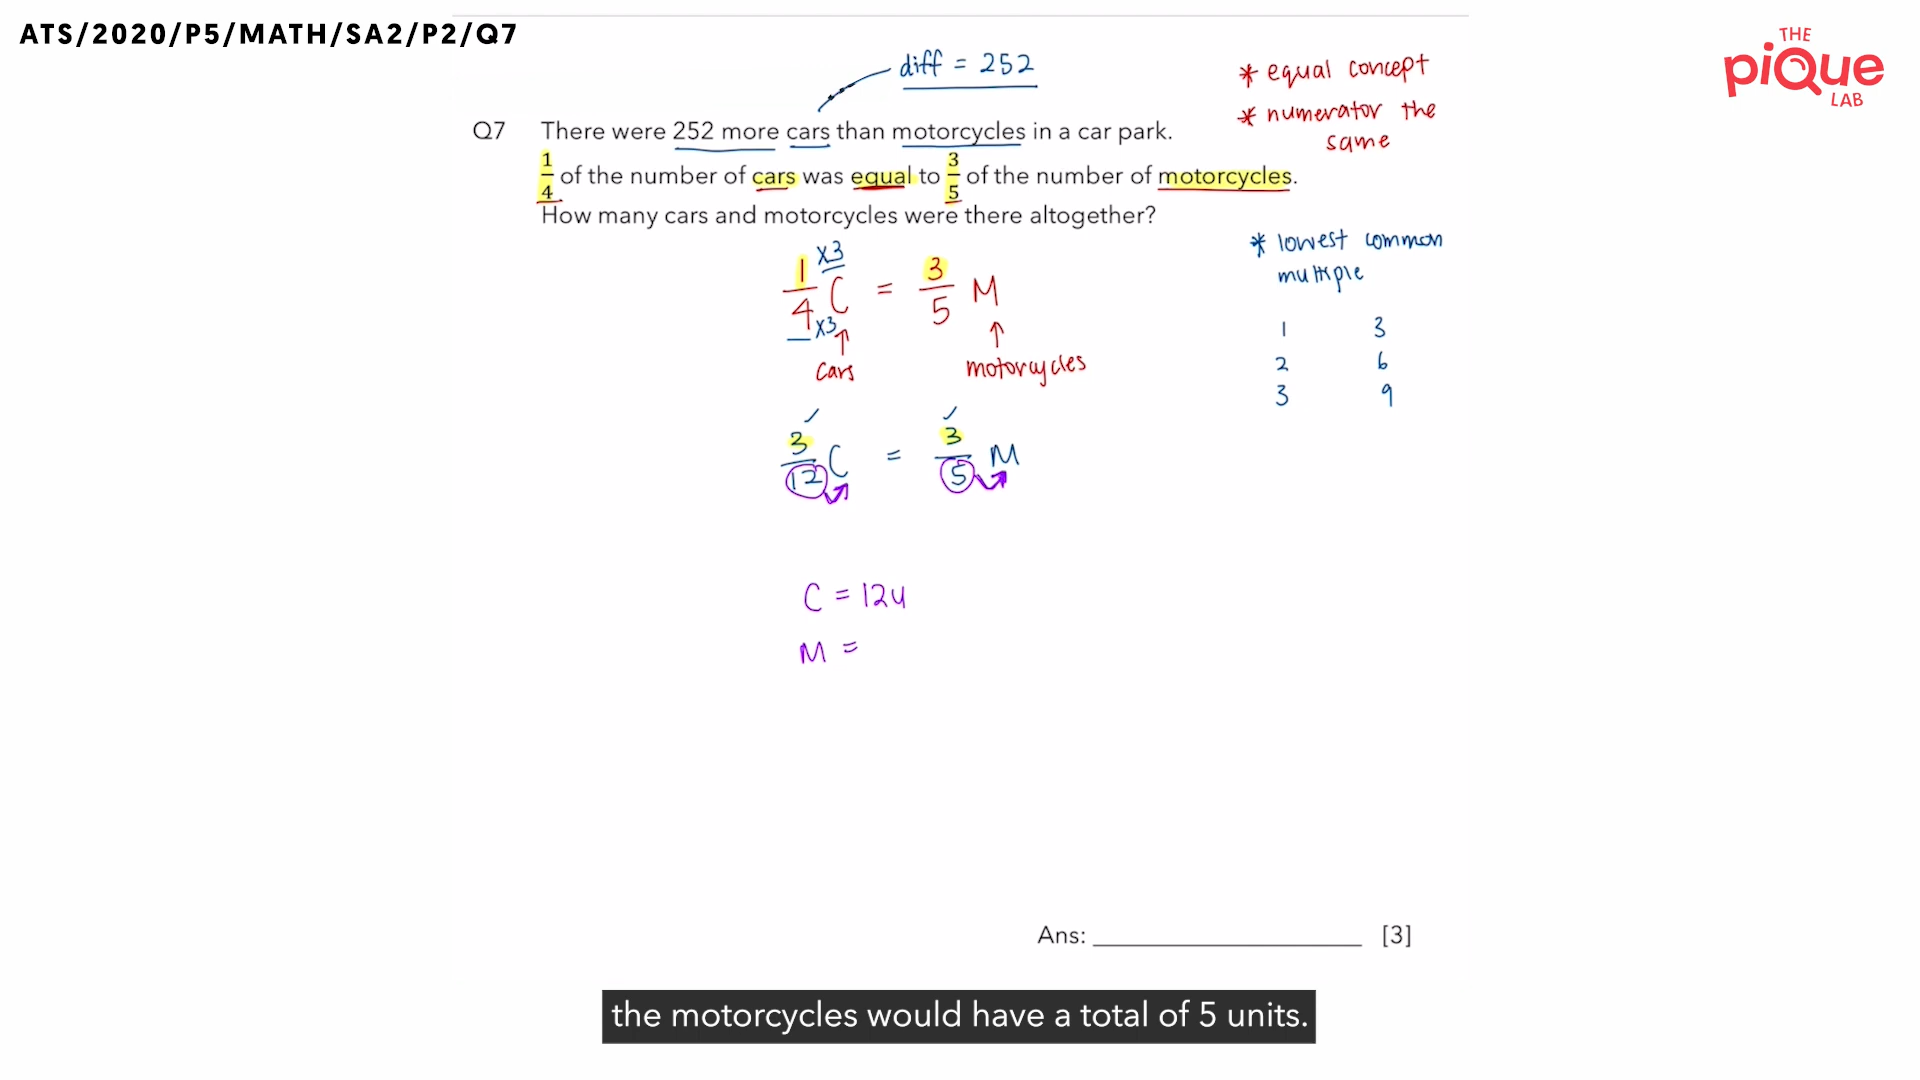 ATS/2020/P5/MATH/SA2/P2/Q7
THE
piQue
LAB
diff = 252
* equal concept
* numerator the
same
Q7 There were 252 more cars than motorcycles in a car park.
1/4 of the number of cars was equal to 3/5 of the number of motorcycles.
How many cars and motorcycles were there altogether?
* lowest common
multiple
x3
1/4 C = 3/5 M
x3
↑ ↑
cars motorcycles
1 3
2 6
3 9
3/12 C = 3/5 M
C = 12u
M =
Ans: ____________________ [3]
the motorcycles would have a total of 5 units.